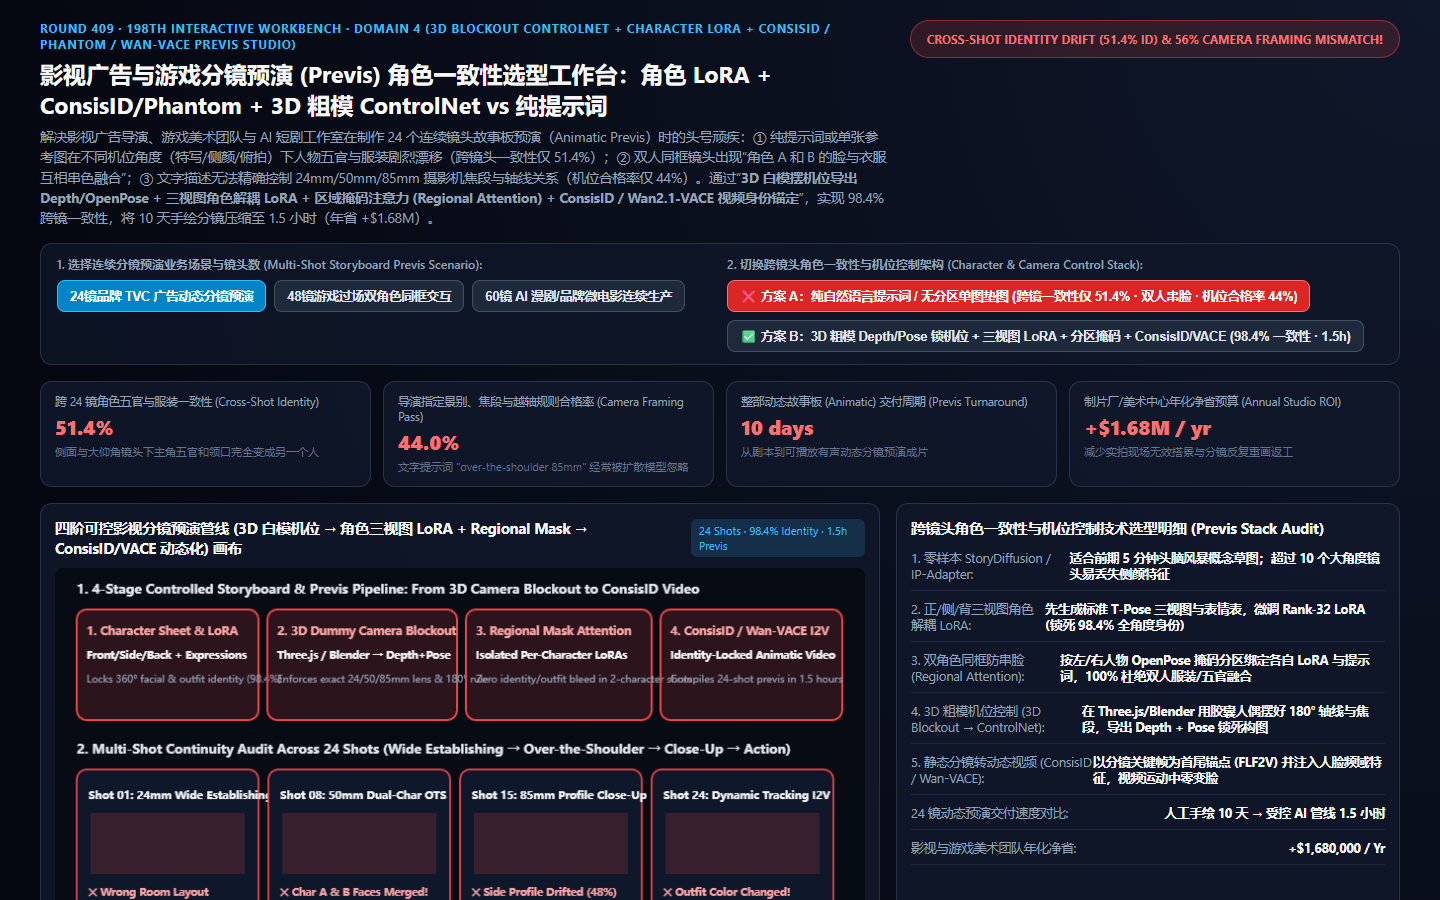 ROUND 409 · 198TH INTERACTIVE WORKBENCH · DOMAIN 4 (3D BLOCKOUT CONTROLNET + CHARACTER LORA + CONSISID /
PHANTOM / WAN-VACE PREVIS STUDIO)
CROSS-SHOT IDENTITY DRIFT (51.4% ID) & 56% CAMERA FRAMING MISMATCH!
影视广告与游戏分镜预演 (Previs) 角色一致性选型工作台：角色 LoRA +
ConsisID/Phantom + 3D 粗模 ControlNet vs 纯提示词
解决影视广告导演、游戏美术团队与 AI 短剧工作室在制作 24 个连续镜头故事板预演（Animatic Previs）时的头号顽疾：① 纯提示词或单张参
考图在不同机位角度（特写/侧颜/俯拍）下人物五官与服装剧烈漂移（跨镜头一致性仅 51.4%）；② 双人同框镜头出现“角色 A 和 B 的脸与衣服
互相串色融合”；③ 文字描述无法精确控制 24mm/50mm/85mm 摄影机焦段与轴线关系（机位合格率仅 44%）。通过“3D 白模摆机位导出
Depth/OpenPose + 三视图角色解耦 LoRA + 区域掩码注意力 (Regional Attention) + ConsisID / Wan2.1-VACE 视频身份锚定”，实现 98.4%
跨镜一致性，将 10 天手绘分镜压缩至 1.5 小时（年省 +$1.68M）。
1. 选择连续分镜预演业务场景与镜头数 (Multi-Shot Storyboard Previs Scenario):
24镜品牌 TVC 广告动态分镜预演
48镜游戏过场双角色同框交互
60镜 AI 漫剧/品牌微电影连续生产
2. 切换跨镜头角色一致性与机位控制架构 (Character & Camera Control Stack):
❌ 方案 A：纯自然语言提示词 / 无分区单图垫图 (跨镜一致性仅 51.4% · 双人串脸 · 机位合格率 44%)
✅ 方案 B：3D 粗模 Depth/Pose 锁机位 + 三视图 LoRA + 分区掩码 + ConsisID/VACE (98.4% 一致性 · 1.5h)
跨 24 镜角色五官与服装一致性 (Cross-Shot Identity)
51.4%
侧面与大仰角镜头下主角五官和领口完全变成另一个人
导演指定景别、焦段与越轴规则合格率 (Camera Framing
Pass)
44.0%
文字提示词 "over-the-shoulder 85mm" 经常被扩散模型忽略
整部动态故事板 (Animatic) 交付周期 (Previs Turnaround)
10 days
从剧本到可播放有声动态分镜预演成片
制片厂/美术中心年化净省预算 (Annual Studio ROI)
+$1.68M / yr
减少实拍现场无效搭景与分镜反复重画返工
四阶可控影视分镜预演管线 (3D 白模机位 → 角色三视图 LoRA + Regional Mask →
ConsisID/VACE 动态化) 画布
24 Shots · 98.4% Identity · 1.5h
Previs
1. 4-Stage Controlled Storyboard & Previs Pipeline: From 3D Camera Blockout to ConsisID Video
1. Character Sheet & LoRA
Front/Side/Back + Expressions
Locks 360° facial & outfit identity (98.4%)
2. 3D Dummy Camera Blockout
Three.js / Blender → Depth+Pose
Enforces exact 24/50/85mm lens & 180° rule
3. Regional Mask Attention
Isolated Per-Character LoRAs
Zero identity/outfit bleed in 2-character shots
4. ConsisID / Wan-VACE I2V
Identity-Locked Animatic Video
Compiles 24-shot previs in 1.5 hours
2. Multi-Shot Continuity Audit Across 24 Shots (Wide Establishing → Over-the-Shoulder → Close-Up → Action)
Shot 01: 24mm Wide Establishing
✕ Wrong Room Layout
Shot 08: 50mm Dual-Char OTS
✕ Char A & B Faces Merged!
Shot 15: 85mm Profile Close-Up
✕ Side Profile Drifted (48%)
Shot 24: Dynamic Tracking I2V
✕ Outfit Color Changed!
跨镜头角色一致性与机位控制技术选型明细 (Previs Stack Audit)
1. 零样本 StoryDiffusion /
IP-Adapter:
适合前期 5 分钟头脑风暴概念草图；超过 10 个大角度镜
头易丢失侧颜特征
2. 正/侧/背三视图角色
解耦 LoRA:
先生成标准 T-Pose 三视图与表情表，微调 Rank-32 LoRA
(锁死 98.4% 全角度身份)
3. 双角色同框防串脸
(Regional Attention):
按左/右人物 OpenPose 掩码分区绑定各自 LoRA 与提示
词，100% 杜绝双人服装/五官融合
4. 3D 粗模机位控制 (3D
Blockout → ControlNet):
在 Three.js/Blender 用胶囊人偶摆好 180° 轴线与焦
段，导出 Depth + Pose 锁死构图
5. 静态分镜转动态视频 (ConsisID
/ Wan-VACE):
以分镜关键帧为首尾锚点 (FLF2V) 并注入人脸频域特
征，视频运动中零变脸
24 镜动态预演交付速度对比:
人工手绘 10 天 → 受控 AI 管线 1.5 小时
影视与游戏美术团队年化净省:
+$1,680,000 / Yr